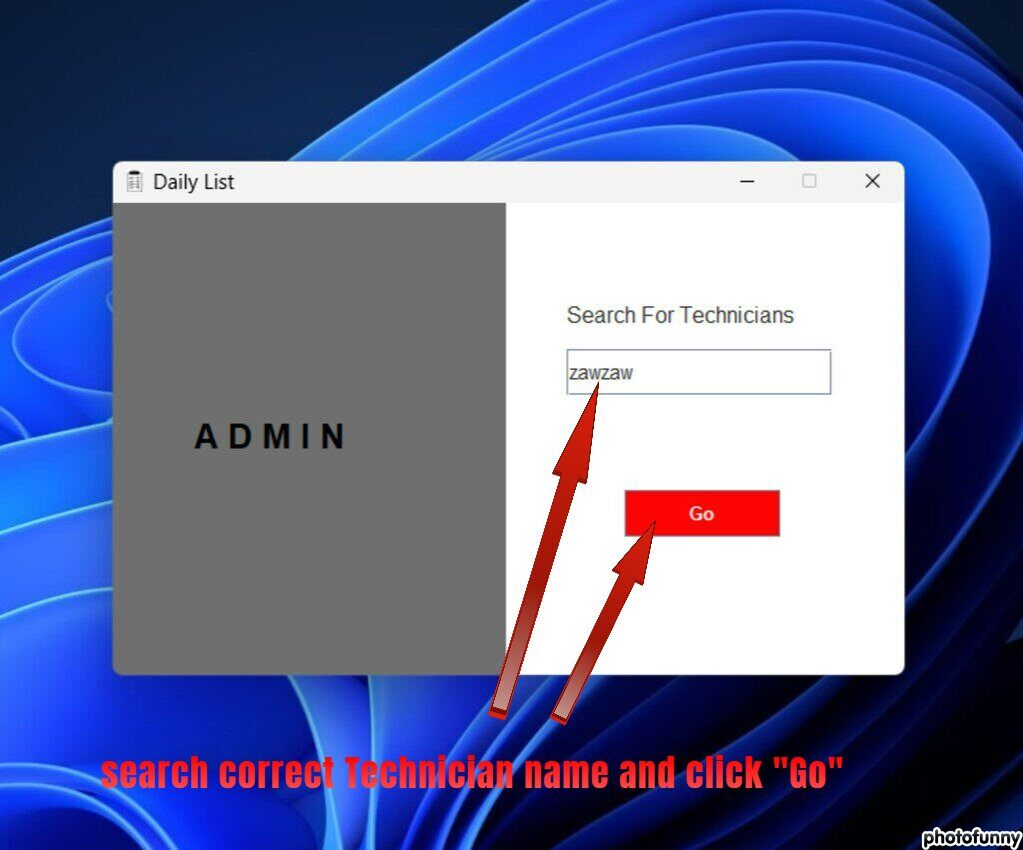 Daily List
Search For Technicians
zawzaw
ADMIN
Go
search correct Technician name and click "Go"
photofunny